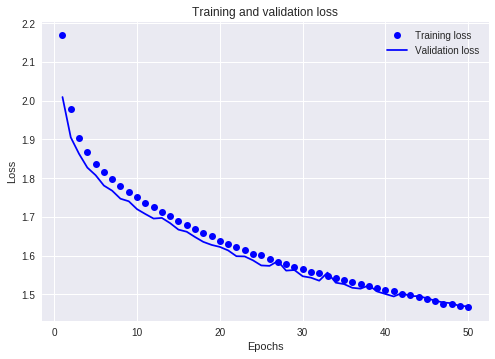 Training and validation loss
Training loss
Validation loss
2.2
2.1
2.0
1.9
1.8
1.7
1.6
1.5
Loss
0
10
20
30
40
50
Epochs